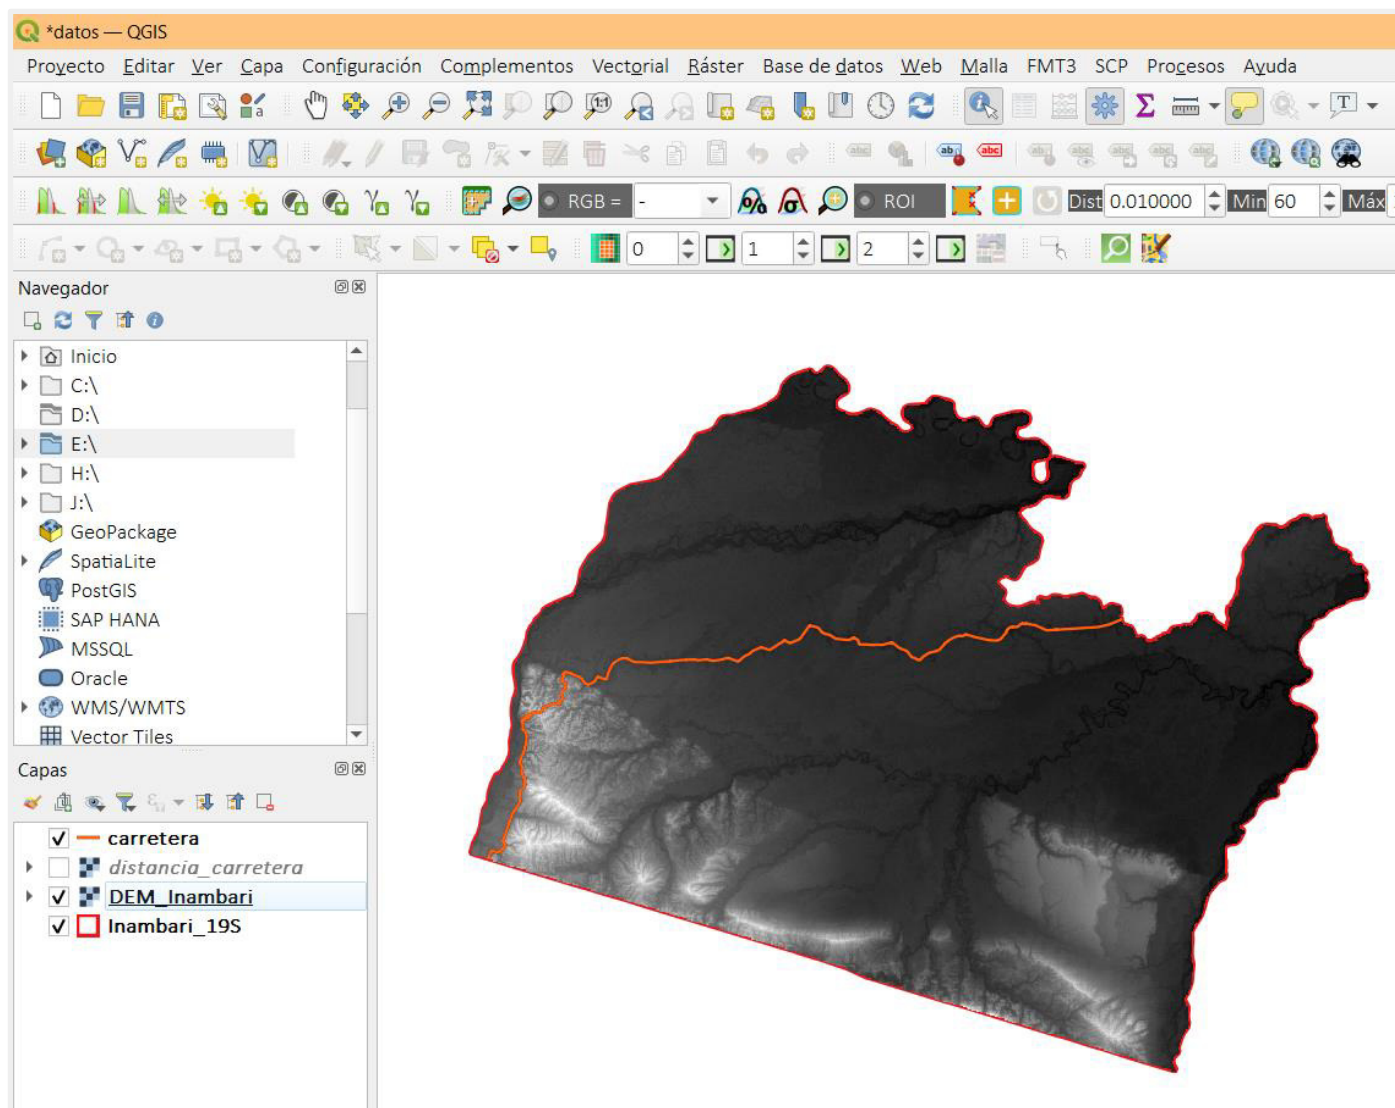 *datos — QGIS
Proyecto Editar Ver Capa Configuración Complementos Vectorial Ráster Base de datos Web Malla FMT3 SCP Procesos Ayuda
RGB = - ROI Dist 0.010000 Min 60 Máx
0 1 2
Navegador
Inicio
C:\
D:\
E:\
H:\
J:\
GeoPackage
SpatiaLite
PostGIS
SAP HANA
MSSQL
Oracle
WMS/WMTS
Vector Tiles
Capas
carretera
distancia_carretera
DEM_Inambari
Inambari_19S